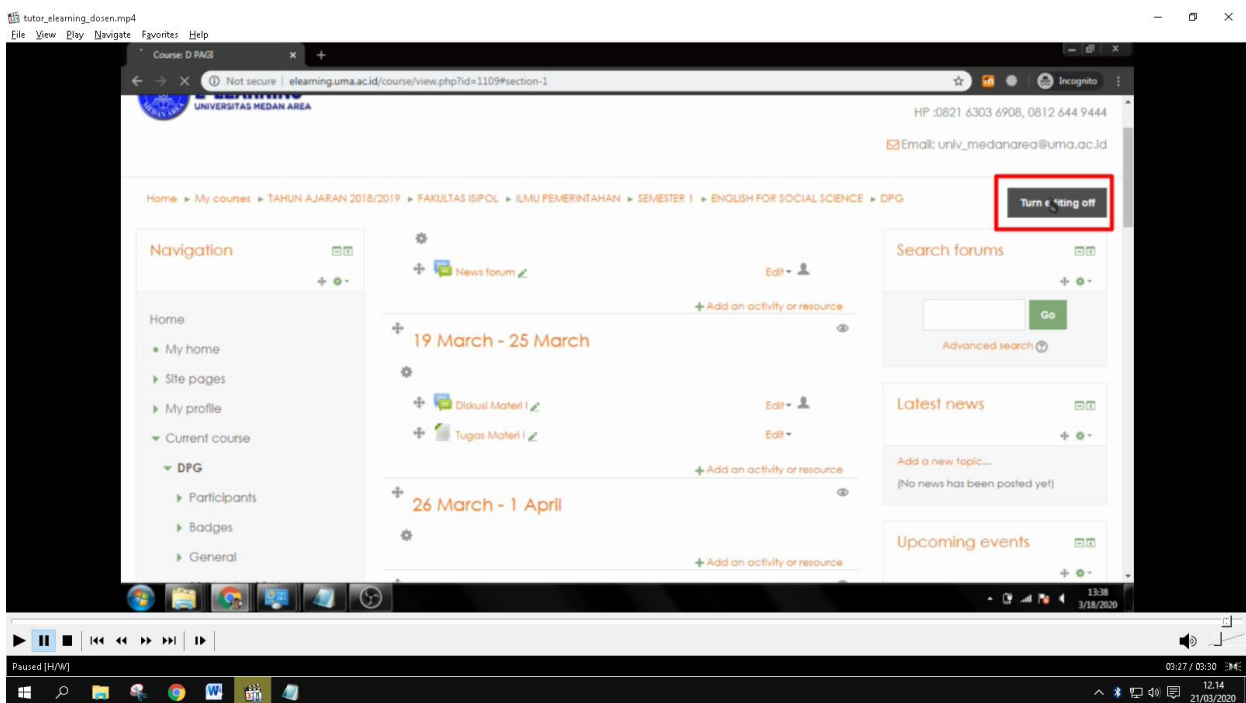 tutor_elearning_dosen.mp4
File View Play Navigate Favorites Help
Course: D PAGI
Not secure | elearning.uma.ac.id/course/view.php?id=1109#section-1
Incognito
UNIVERSITAS MEDAN AREA
HP :0821 6303 6908, 0812 644 9444
Email: univ_medanarea@uma.ac.id
Home ▸ My courses ▸ TAHUN AJARAN 2018/2019 ▸ FAKULTAS ISIPOL ▸ ILMU PEMERINTAHAN ▸ SEMESTER 1 ▸ ENGLISH FOR SOCIAL SCIENCE ▸ DPG
Turn editing off
Navigation
Home
My home
Site pages
My profile
Current course
DPG
Participants
Badges
General
News forum
Edit
Add an activity or resource
19 March - 25 March
Diskusi Materi I
Edit
Tugas Materi I
Edit
Add an activity or resource
26 March - 1 April
Add an activity or resource
Search forums
Go
Advanced search
Latest news
Add a new topic...
(No news has been posted yet)
Upcoming events
13:38
3/18/2020
Paused [H/W]
03:27 / 03:30
12.14
21/03/2020